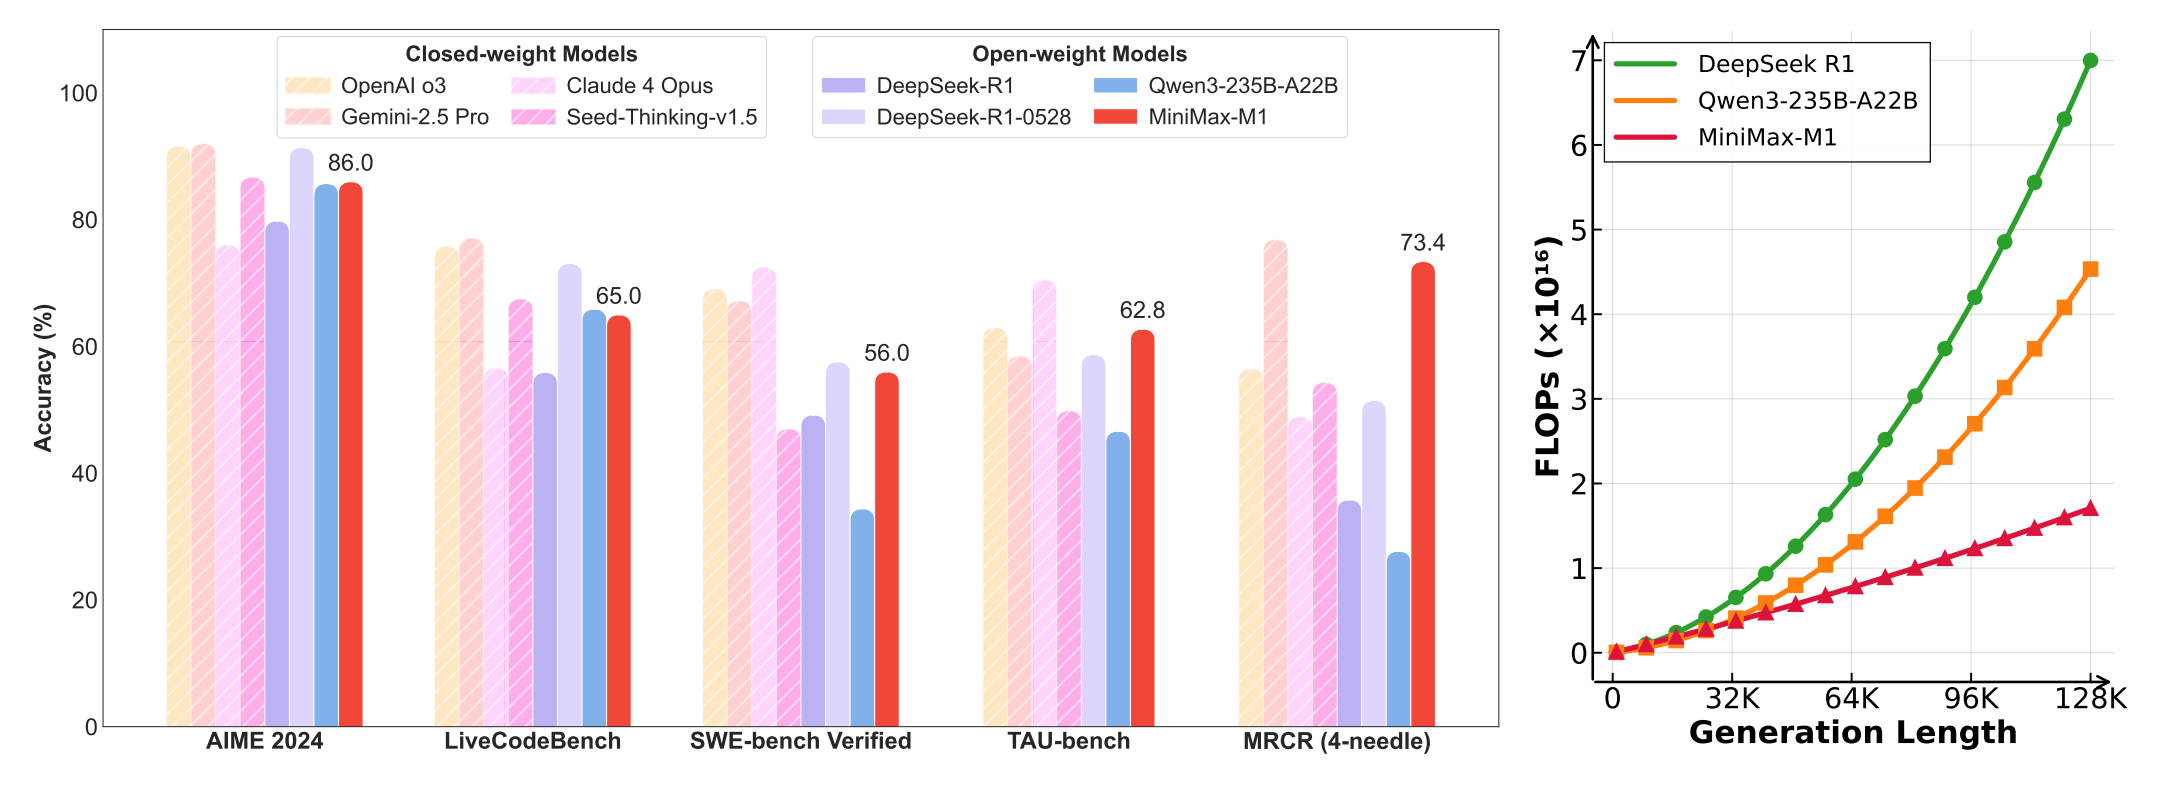 Closed-weight Models
OpenAI o3
Claude 4 Opus
Gemini-2.5 Pro
Seed-Thinking-v1.5
Open-weight Models
DeepSeek-R1
Qwen3-235B-A22B
DeepSeek-R1-0528
MiniMax-M1
Accuracy (%)
100
80
60
40
20
0
86.0
65.0
56.0
62.8
73.4
AIME 2024
LiveCodeBench
SWE-bench Verified
TAU-bench
MRCR (4-needle)
DeepSeek R1
Qwen3-235B-A22B
MiniMax-M1
FLOPs (×10¹⁶)
7
6
5
4
3
2
1
0
0
32K
64K
96K
128K
Generation Length